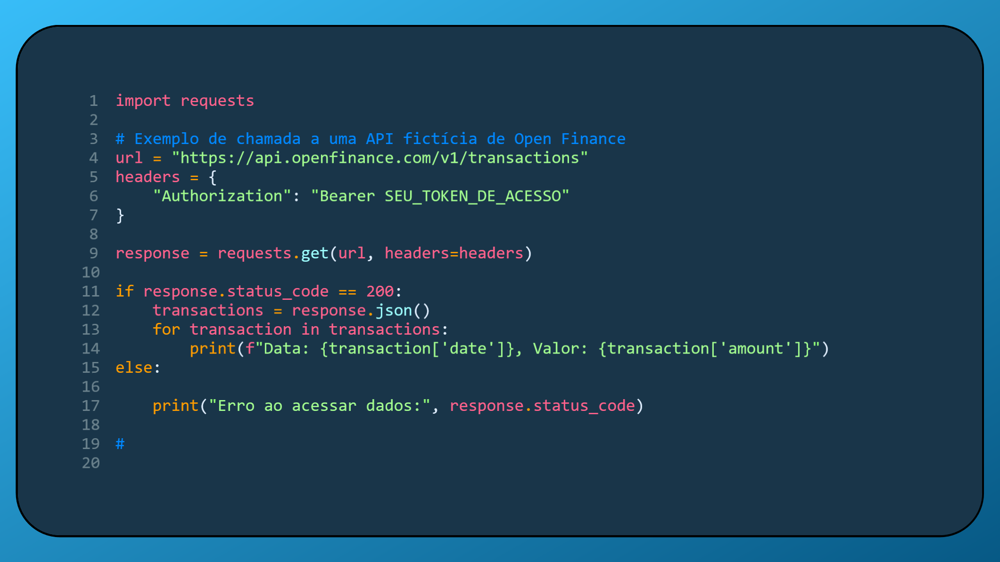 1 import requests
2
3 # Exemplo de chamada a uma API fictícia de Open Finance
4 url = "https://api.openfinance.com/v1/transactions"
5 headers = {
6     "Authorization": "Bearer SEU_TOKEN_DE_ACESSO"
7 }
8
9 response = requests.get(url, headers=headers)
10
11 if response.status_code == 200:
12     transactions = response.json()
13     for transaction in transactions:
14         print(f"Data: {transaction['date']}, Valor: {transaction['amount']}")
15 else:
16
17     print("Erro ao acessar dados:", response.status_code)
18
19 #
20